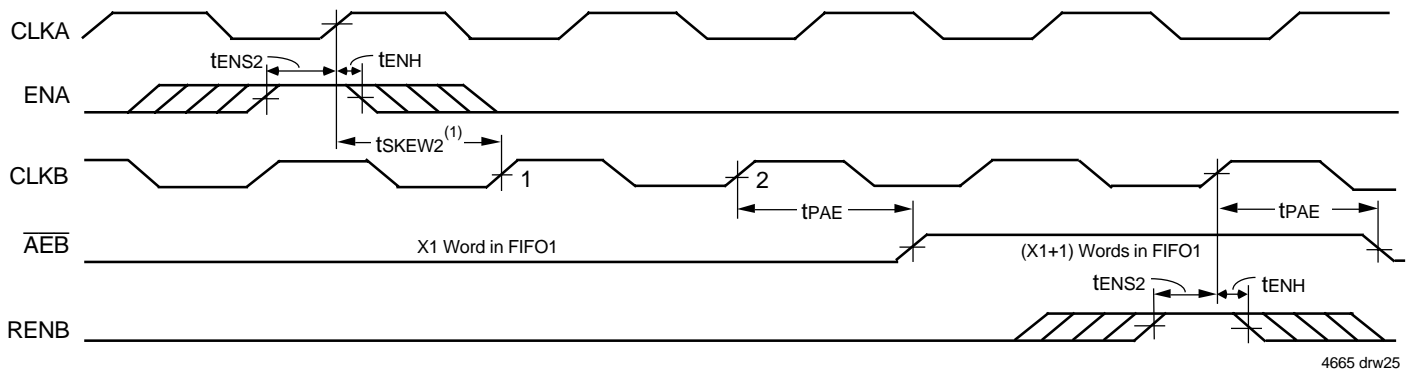 CLKA
tENS2
tENH
ENA
tSKEW2(1)
CLKB
1
2
tPAE
tPAE
AEB
X1 Word in FIFO1
(X1+1) Words in FIFO1
tENS2
tENH
RENB
4665 drw25